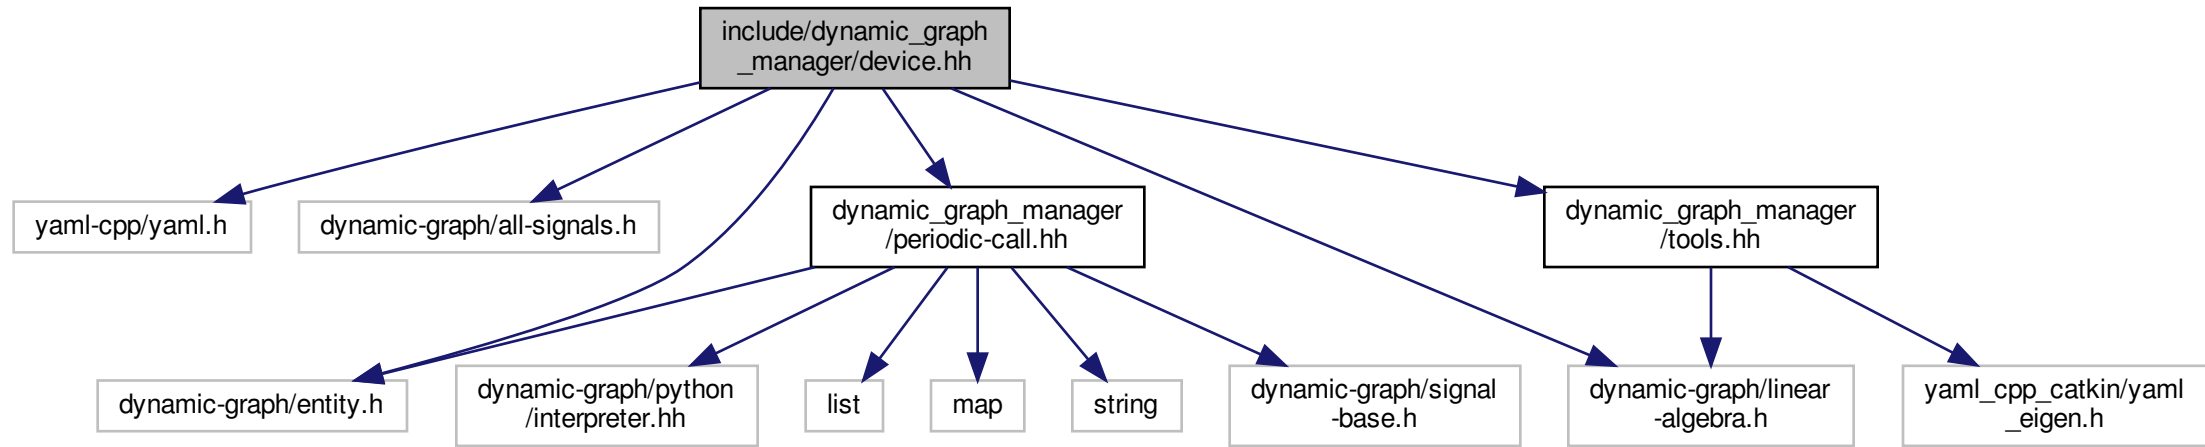 include/dynamic_graph
_manager/device.hh
yaml-cpp/yaml.h
dynamic-graph/all-signals.h
dynamic_graph_manager
/periodic-call.hh
dynamic_graph_manager
/tools.hh
dynamic-graph/entity.h
dynamic-graph/python
/interpreter.hh
list
map
string
dynamic-graph/signal
-base.h
dynamic-graph/linear
-algebra.h
yaml_cpp_catkin/yaml
_eigen.h